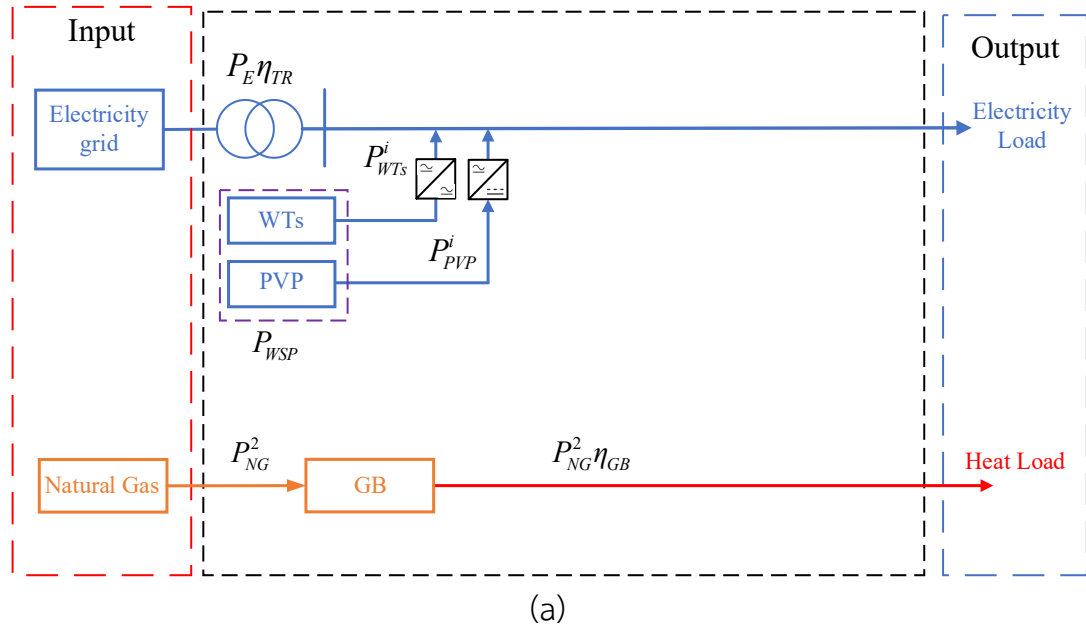 Input
Output
P_E η_TR
Electricity
grid
Electricity
Load
P^i_WTs
WTs
P^i_PVP
PVP
P_WSP
P^2_NG
P^2_NG η_GB
Heat Load
Natural Gas
GB
(a)